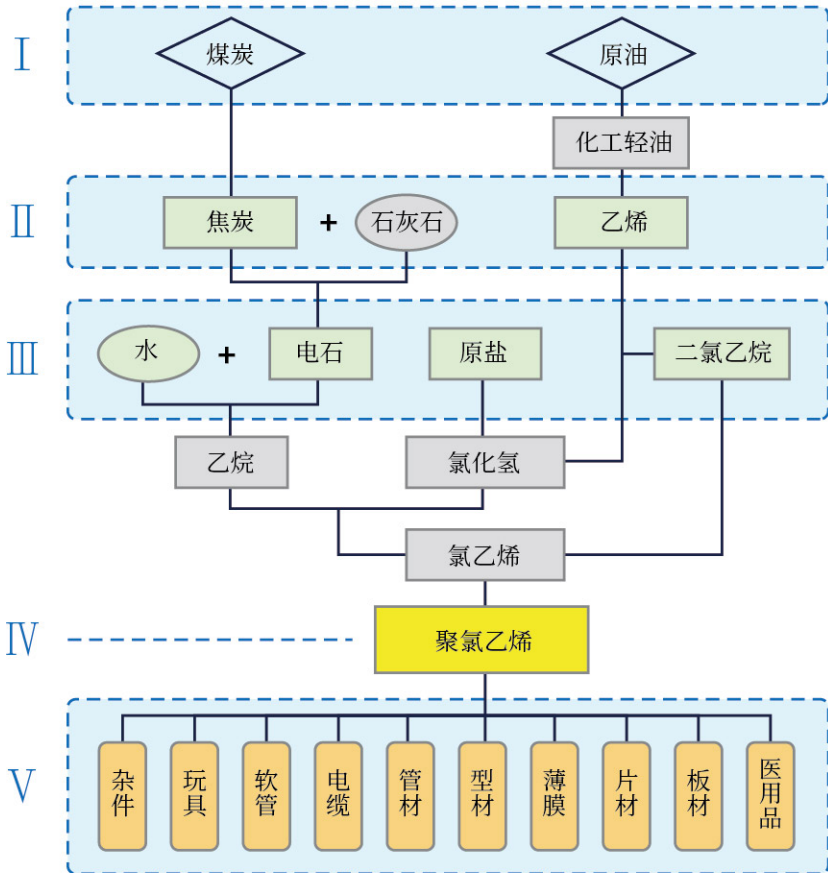 Ⅰ
煤炭
原油
化工轻油
Ⅱ
焦炭
+
石灰石
乙烯
Ⅲ
水
+
电石
原盐
二氯乙烷
乙烷
氯化氢
氯乙烯
Ⅳ
聚氯乙烯
Ⅴ
杂件
玩具
软管
电缆
管材
型材
薄膜
片材
板材
医用品